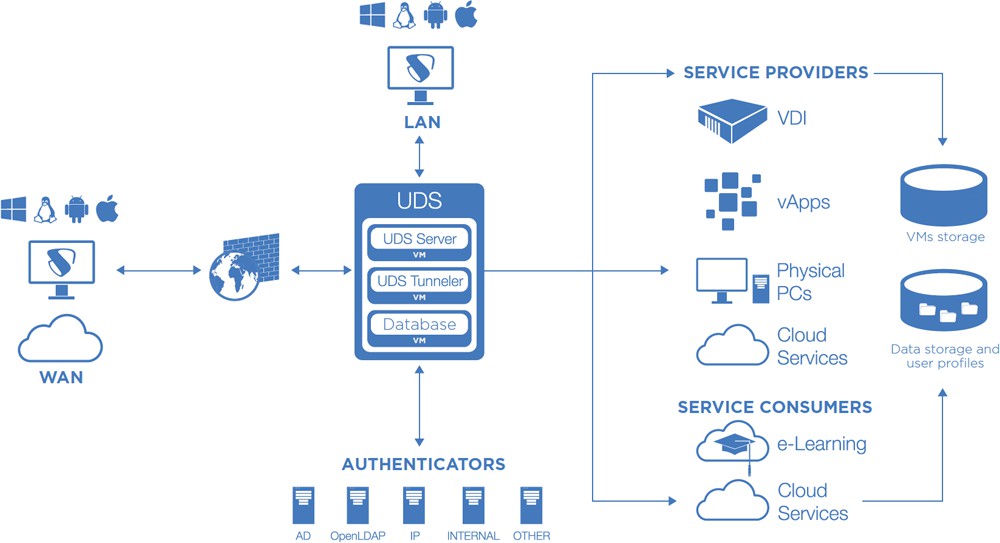 LAN
WAN
UDS
UDS Server
VM
UDS Tunneler
VM
Database
VM
AUTHENTICATORS
AD
OpenLDAP
IP
INTERNAL
OTHER
SERVICE PROVIDERS
VDI
vApps
Physical
PCs
Cloud
Services
SERVICE CONSUMERS
e-Learning
Cloud
Services
VMs storage
Data storage and
user profiles